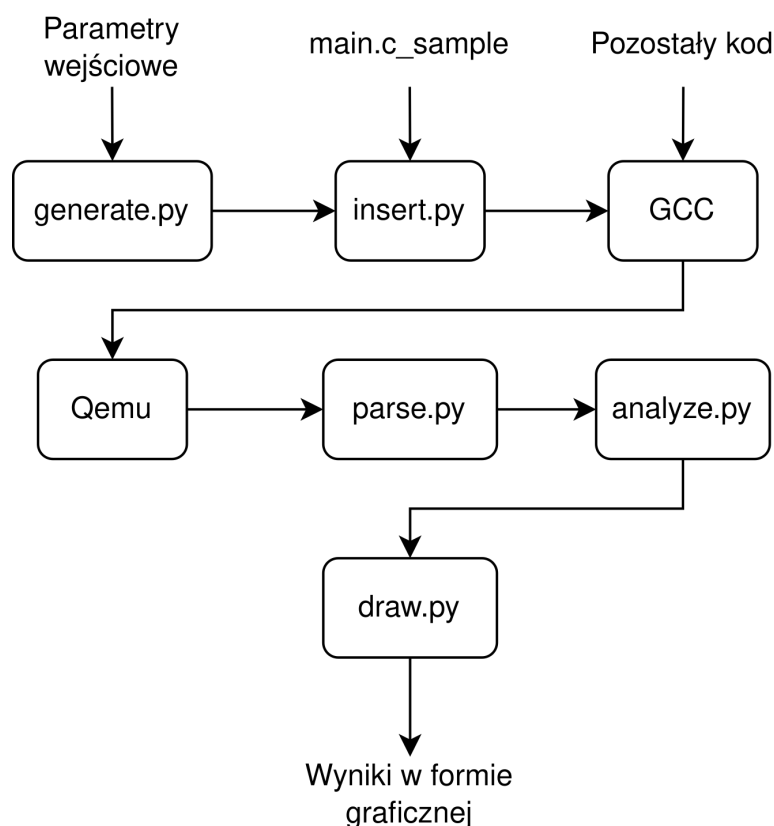 Parametry
wejściowe
main.c_sample
Pozostały kod
generate.py
insert.py
GCC
Qemu
parse.py
analyze.py
draw.py
Wyniki w formie
graficznej